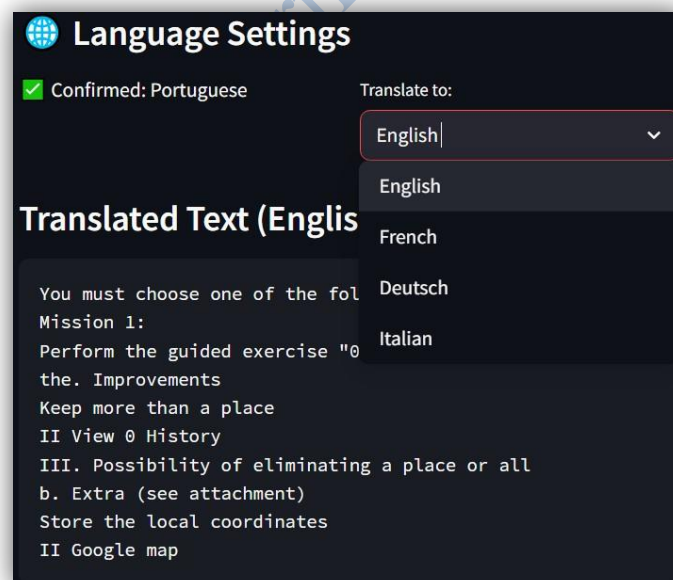 Language Settings
Confirmed: Portuguese
Translate to:
English
English
French
Deutsch
Italian
Translated Text (Englis
You must choose one of the fol
Mission 1:
Perform the guided exercise "0
the. Improvements
Keep more than a place
II View 0 History
III. Possibility of eliminating a place or all
b. Extra (see attachment)
Store the local coordinates
II Google map